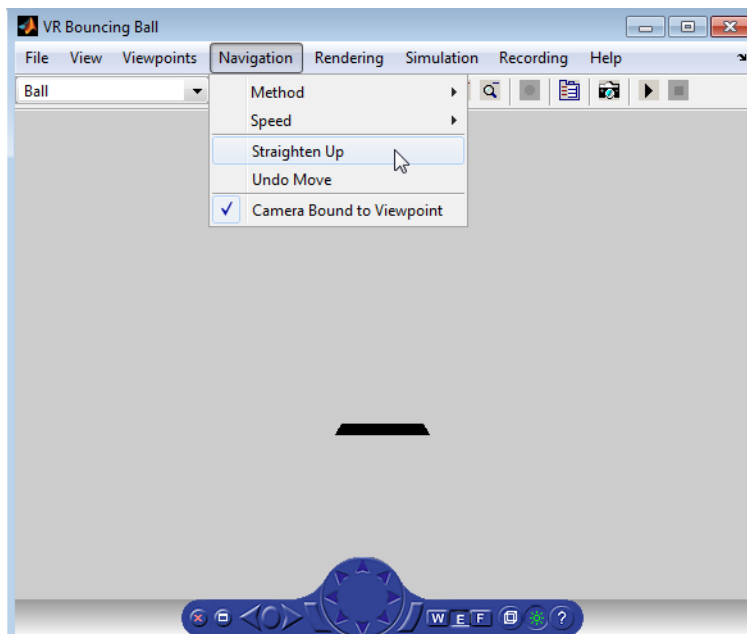 VR Bouncing Ball
File View Viewpoints Navigation Rendering Simulation Recording Help
Ball
Method
Speed
Straighten Up
Undo Move
Camera Bound to Viewpoint
W E F ?